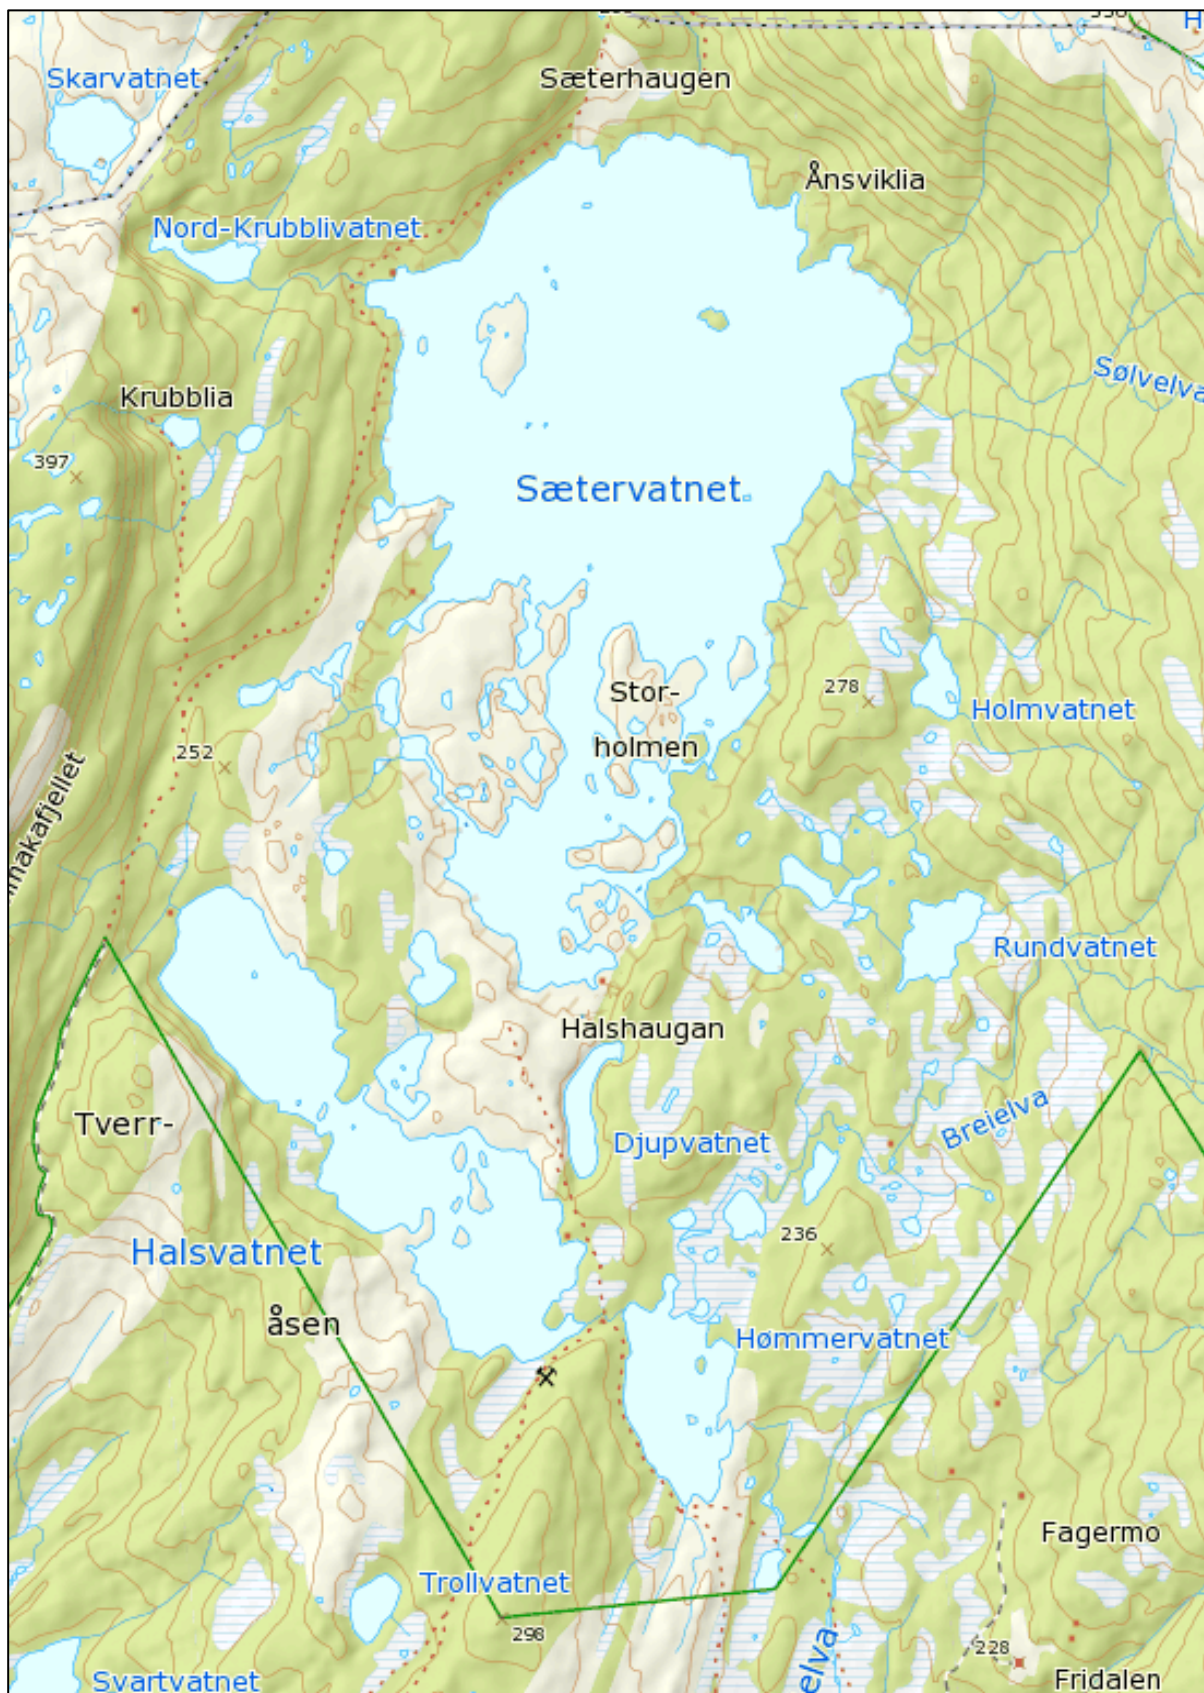 Skarvatnet
Sæterhaugen
Ånsviklia
Nord-Krubblivatnet
Sølvelva
Krubblia
397
Sætervatnet
278
Stor-
holmen
Holmvatnet
252
Rundvatnet
Halshaugan
Tverr-
Breielva
Djupvatnet
236
Halsvatnet
åsen
Hømmervatnet
Fagermo
Trollvatnet
298
228
Svartvatnet
elva
Fridalen